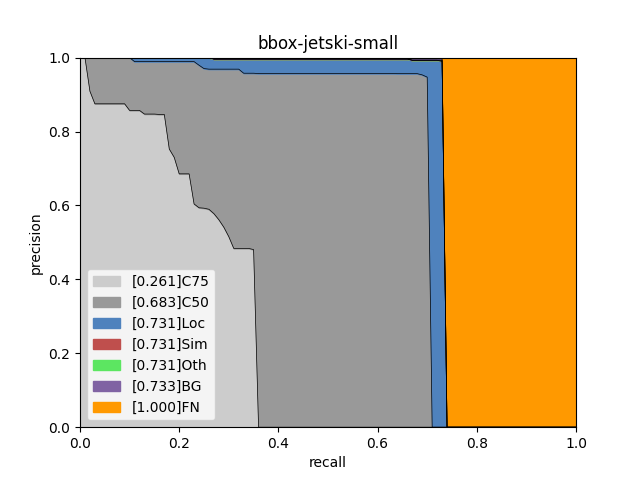 bbox-jetski-small
precision
1.0
0.8
0.6
0.4
0.2
0.0
[0.261]C75
[0.683]C50
[0.731]Loc
[0.731]Sim
[0.731]Oth
[0.733]BG
[1.000]FN
0.0 0.2 0.4 0.6 0.8 1.0
recall